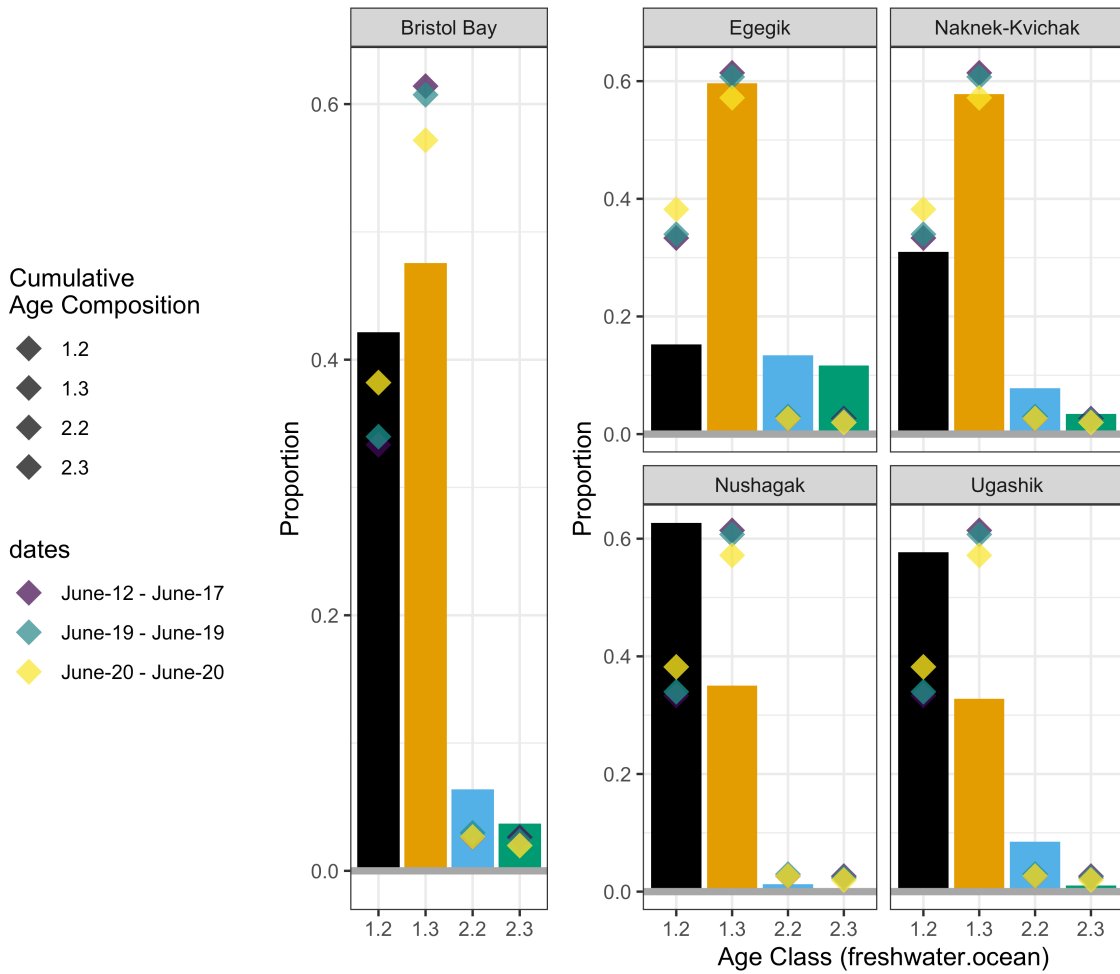 Cumulative
Age Composition
1.2
1.3
2.2
2.3
dates
June-12 - June-17
June-19 - June-19
June-20 - June-20
Bristol Bay
Proportion
0.6
0.4
0.2
0.0
1.2 1.3 2.2 2.3
Egegik
Naknek-Kvichak
Proportion
0.6
0.4
0.2
0.0
Nushagak
Ugashik
0.6
0.4
0.2
0.0
1.2 1.3 2.2 2.3
1.2 1.3 2.2 2.3
Age Class (freshwater.ocean)